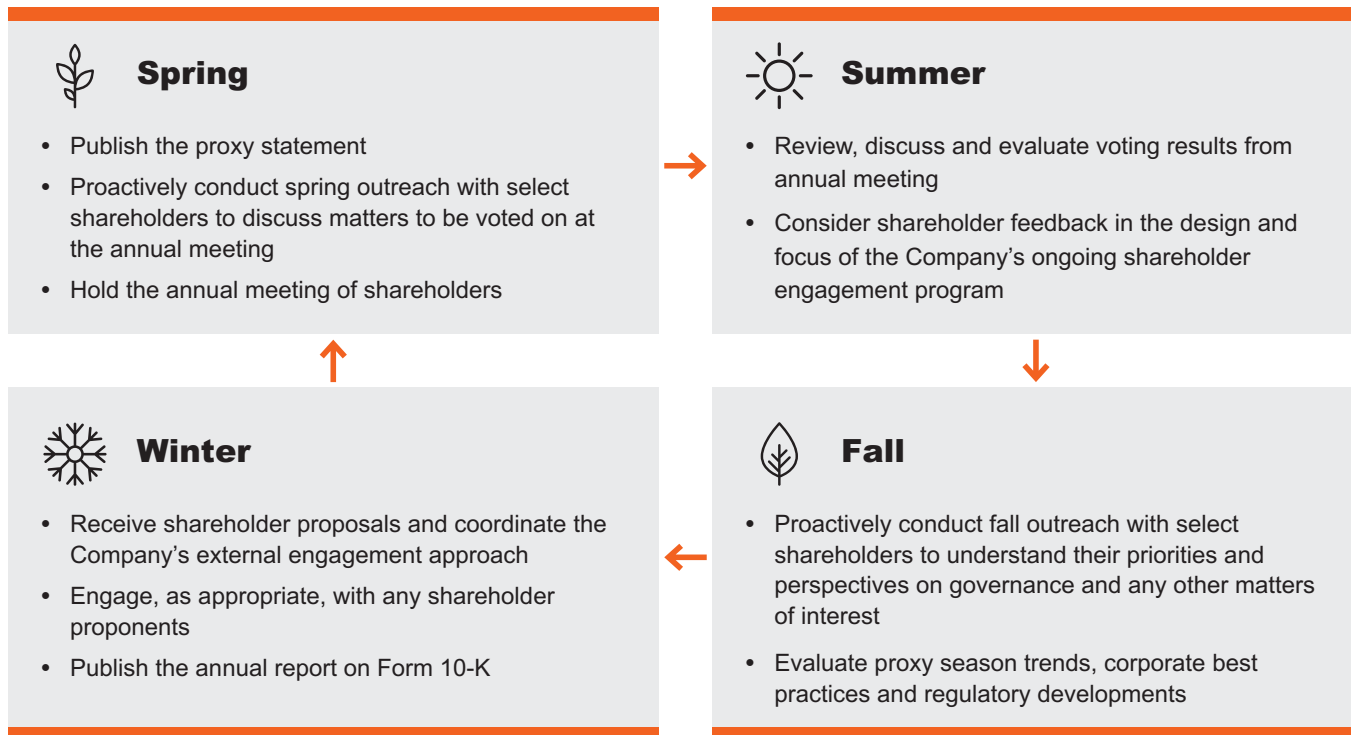 Spring
• Publish the proxy statement
• Proactively conduct spring outreach with select
shareholders to discuss matters to be voted on at
the annual meeting
• Hold the annual meeting of shareholders
Summer
• Review, discuss and evaluate voting results from
annual meeting
• Consider shareholder feedback in the design and
focus of the Company’s ongoing shareholder
engagement program
Winter
• Receive shareholder proposals and coordinate the
Company’s external engagement approach
• Engage, as appropriate, with any shareholder
proponents
• Publish the annual report on Form 10-K
Fall
• Proactively conduct fall outreach with select
shareholders to understand their priorities and
perspectives on governance and any other matters
of interest
• Evaluate proxy season trends, corporate best
practices and regulatory developments